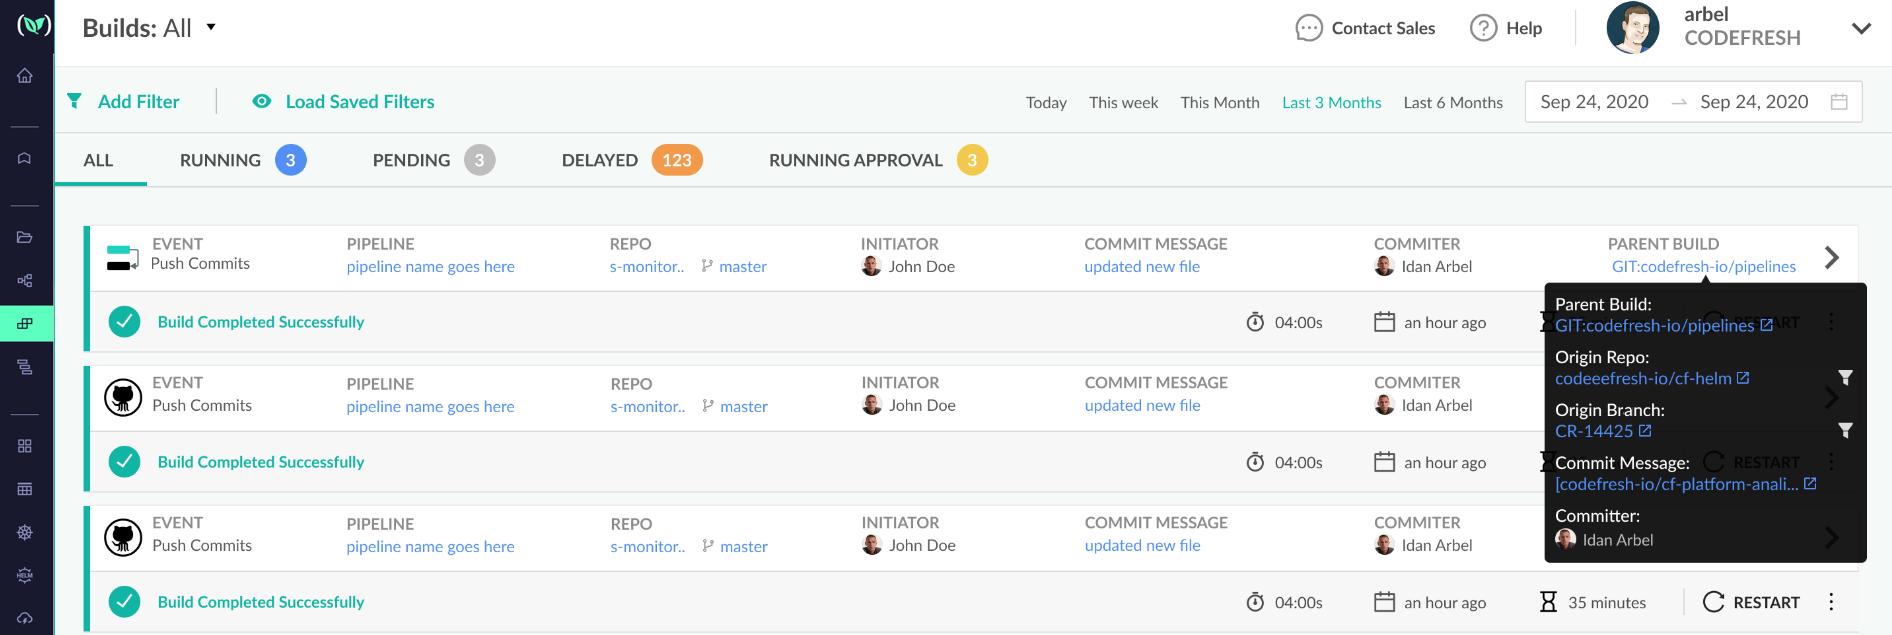 Builds: All
Contact Sales
Help
arbel
CODEFRESH
Add Filter
Load Saved Filters
Today This week This Month Last 3 Months Last 6 Months
Sep 24, 2020 → Sep 24, 2020
ALL
RUNNING 3
PENDING 3
DELAYED 123
RUNNING APPROVAL 3
EVENT PIPELINE REPO INITIATOR COMMIT MESSAGE COMMITER PARENT BUILD
Push Commits pipeline name goes here s-monitor.. master John Doe updated new file Idan Arbel GIT:codefresh-io/pipelines
Build Completed Successfully 04:00s an hour ago
Parent Build:
GIT:codefresh-io/pipelines
Origin Repo:
codeeefresh-io/cf-helm
Origin Branch:
CR-14425
Commit Message:
[codefresh-io/cf-platform-anali...
Committer:
Idan Arbel
EVENT PIPELINE REPO INITIATOR COMMIT MESSAGE COMMITER
Push Commits pipeline name goes here s-monitor.. master John Doe updated new file Idan Arbel
Build Completed Successfully 04:00s an hour ago RESTART
EVENT PIPELINE REPO INITIATOR COMMIT MESSAGE COMMITER
Push Commits pipeline name goes here s-monitor.. master John Doe updated new file Idan Arbel
Build Completed Successfully 04:00s an hour ago 35 minutes RESTART
HELM